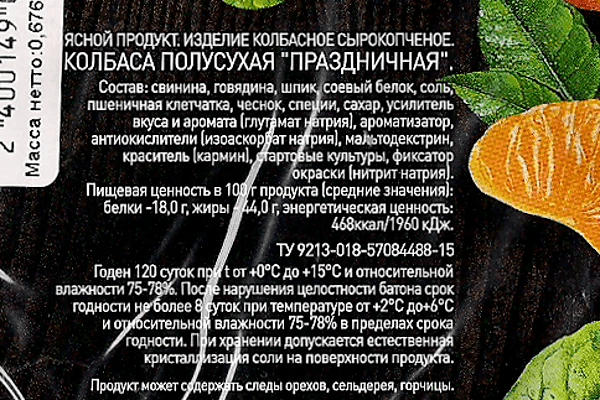 ЯСНОЙ ПРОДУКТ. ИЗДЕЛИЕ КОЛБАСНОЕ СЫРОКОПЧЕНОЕ.
КОЛБАСА ПОЛУСУХАЯ "ПРАЗДНИЧНАЯ".
Состав: свинина, говядина, шпик, соевый белок, соль,
пшеничная клетчатка, чеснок, специи, сахар, усилитель
вкуса и аромата (глутамат натрия), ароматизатор,
антиокислители (изоаскорбат натрия), мальтодекстрин,
краситель (кармин), стартовые культуры, фиксатор
окраски (нитрит натрия).
Пищевая ценность в 100 г продукта (средние значения):
белки -18,0 г, жиры - 44,0 г, энергетическая ценность:
468ккал/1960 кДж.
ТУ 9213-018-57084488-15
Годен 120 суток при t от +0°C до +15°C и относительной
влажности 75-78%. После нарушения целостности батона срок
годности не более 8 суток при температуре от +2°C до+6°C
и относительной влажности 75-78% в пределах срока
годности. При хранении допускается естественная
кристаллизация соли на поверхности продукта.
Продукт может содержать следы орехов, сельдерея, горчицы.
2 400149
Масса нетто:0,676